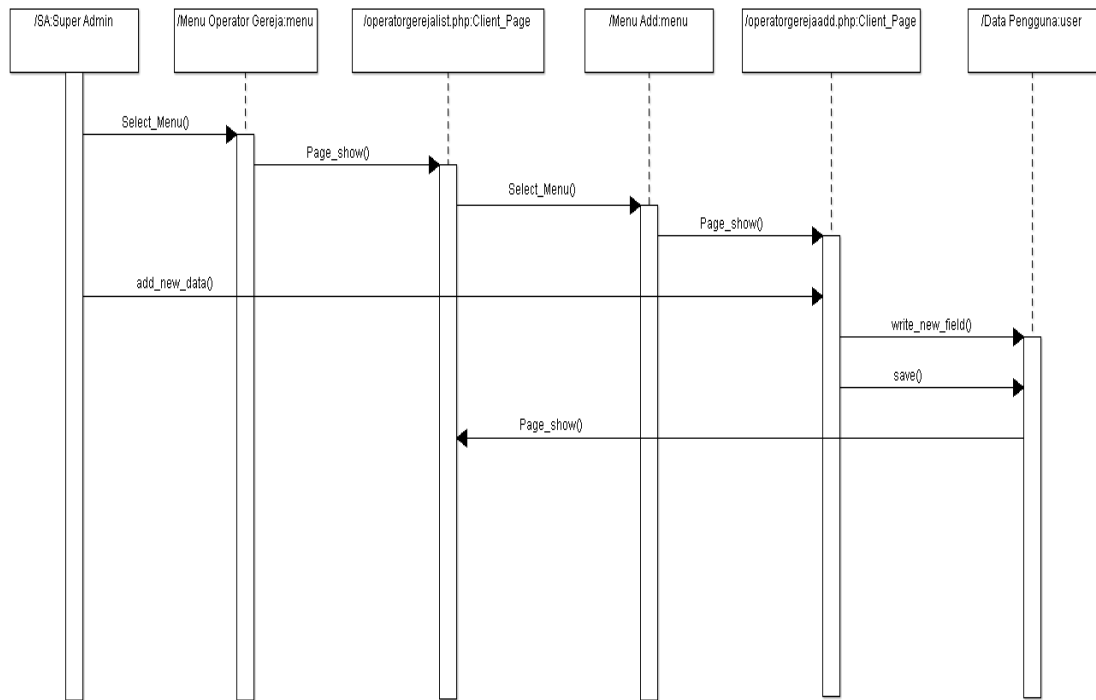 /SA:Super Admin
/Menu Operator Gereja:menu
/operatorgerejalist.php:Client_Page
/Menu Add:menu
/operatorgerejaadd.php:Client_Page
/Data Pengguna:user
Select_Menu()
Page_show()
Select_Menu()
Page_show()
add_new_data()
write_new_field()
save()
Page_show()